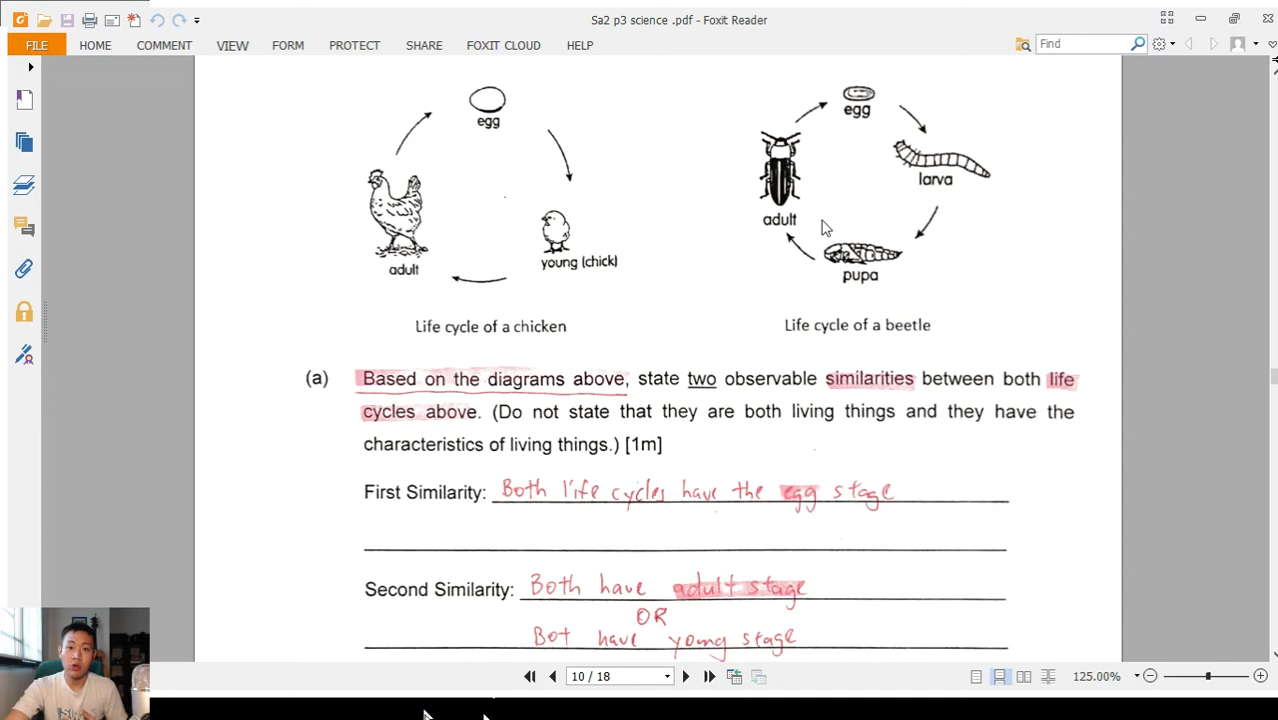 Sa2 p3 science .pdf - Foxit Reader
FILE HOME COMMENT VIEW FORM PROTECT SHARE FOXIT CLOUD HELP Find
egg
adult
young (chick)
Life cycle of a chicken
egg
larva
adult
pupa
Life cycle of a beetle
(a) Based on the diagrams above, state two observable similarities between both life
cycles above. (Do not state that they are both living things and they have the
characteristics of living things.) [1m]
First Similarity: Both life cycles have the egg stage
Second Similarity: Both have adult stage
OR
Bot have young stage
10 / 18 125.00%